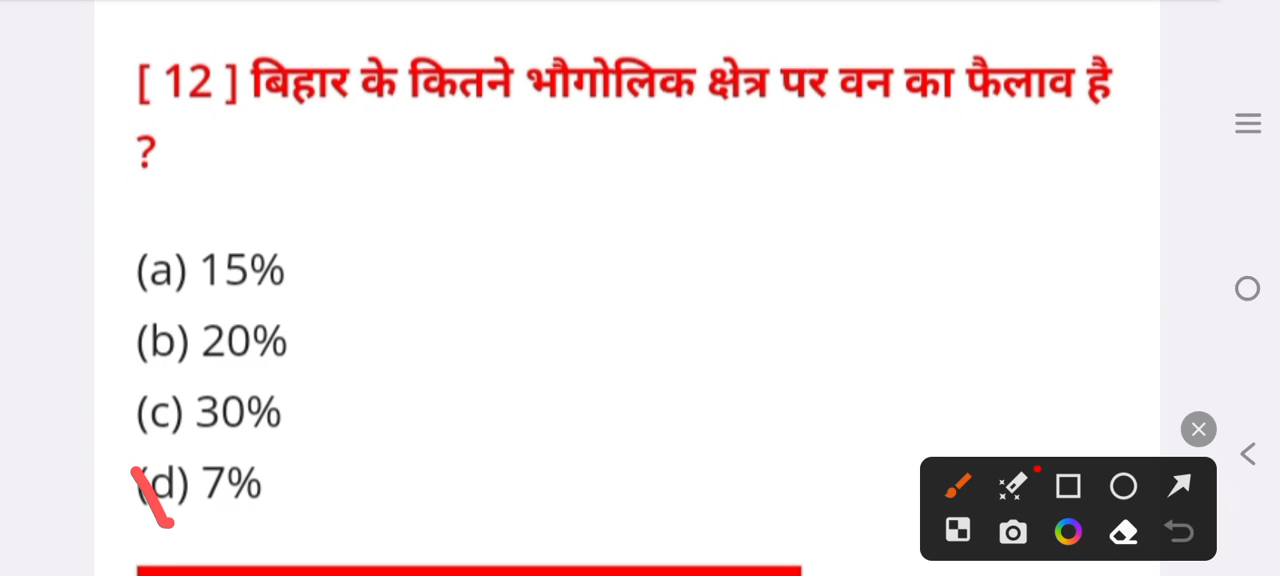 [ 12 ] बिहार के कितने भौगोलिक क्षेत्र पर वन का फैलाव है
?
(a) 15%
(b) 20%
(c) 30%
(d) 7%